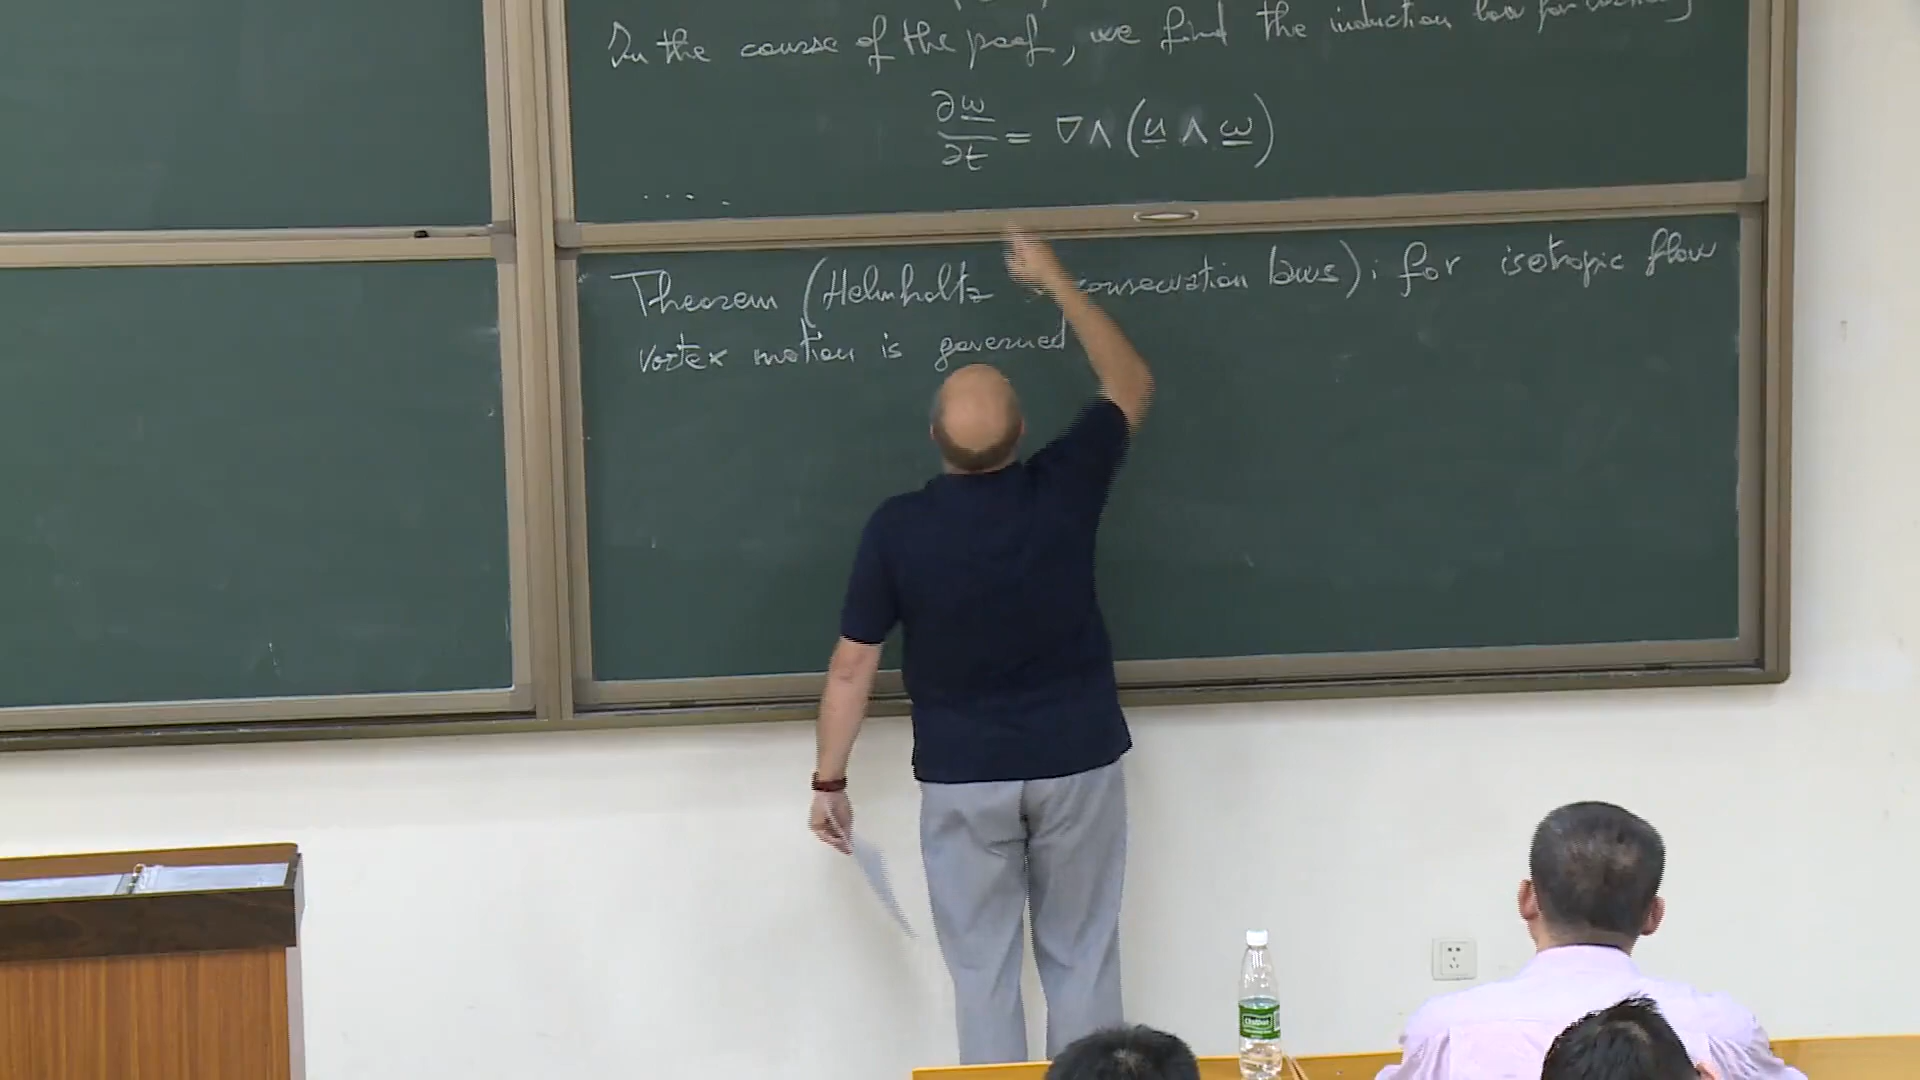 In the course of the proof, we find the induction law for
∂ω/∂t = ∇∧(u∧ω)
.....
Theorem (Helmholtz conservation laws): for isotropic flow
vortex motion is governed